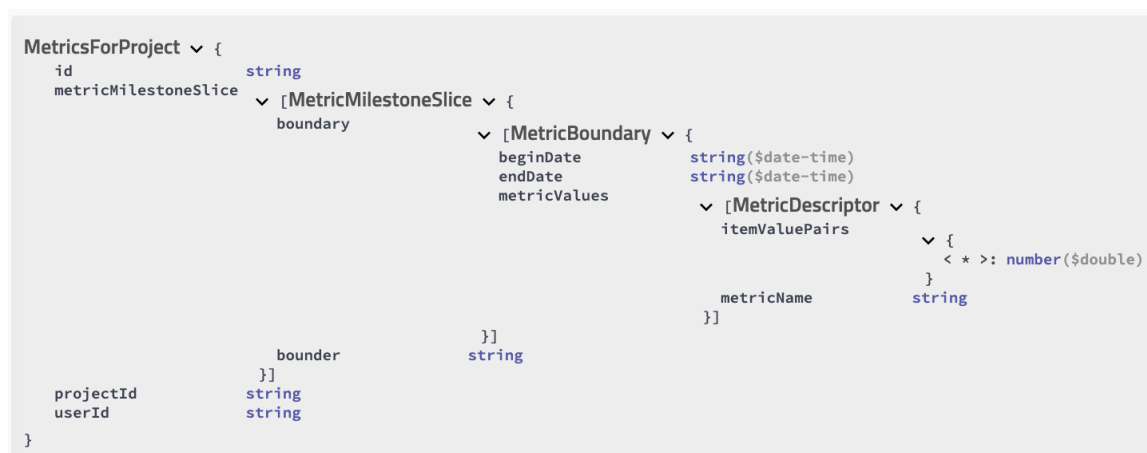 MetricsForProject {
id string
metricMilestoneSlice [MetricMilestoneSlice {
boundary [MetricBoundary {
beginDate string($date-time)
endDate string($date-time)
metricValues [MetricDescriptor {
itemValuePairs {
< * >: number($double)
}
metricName string
}]
}]
bounder string
}]
projectId string
userId string
}